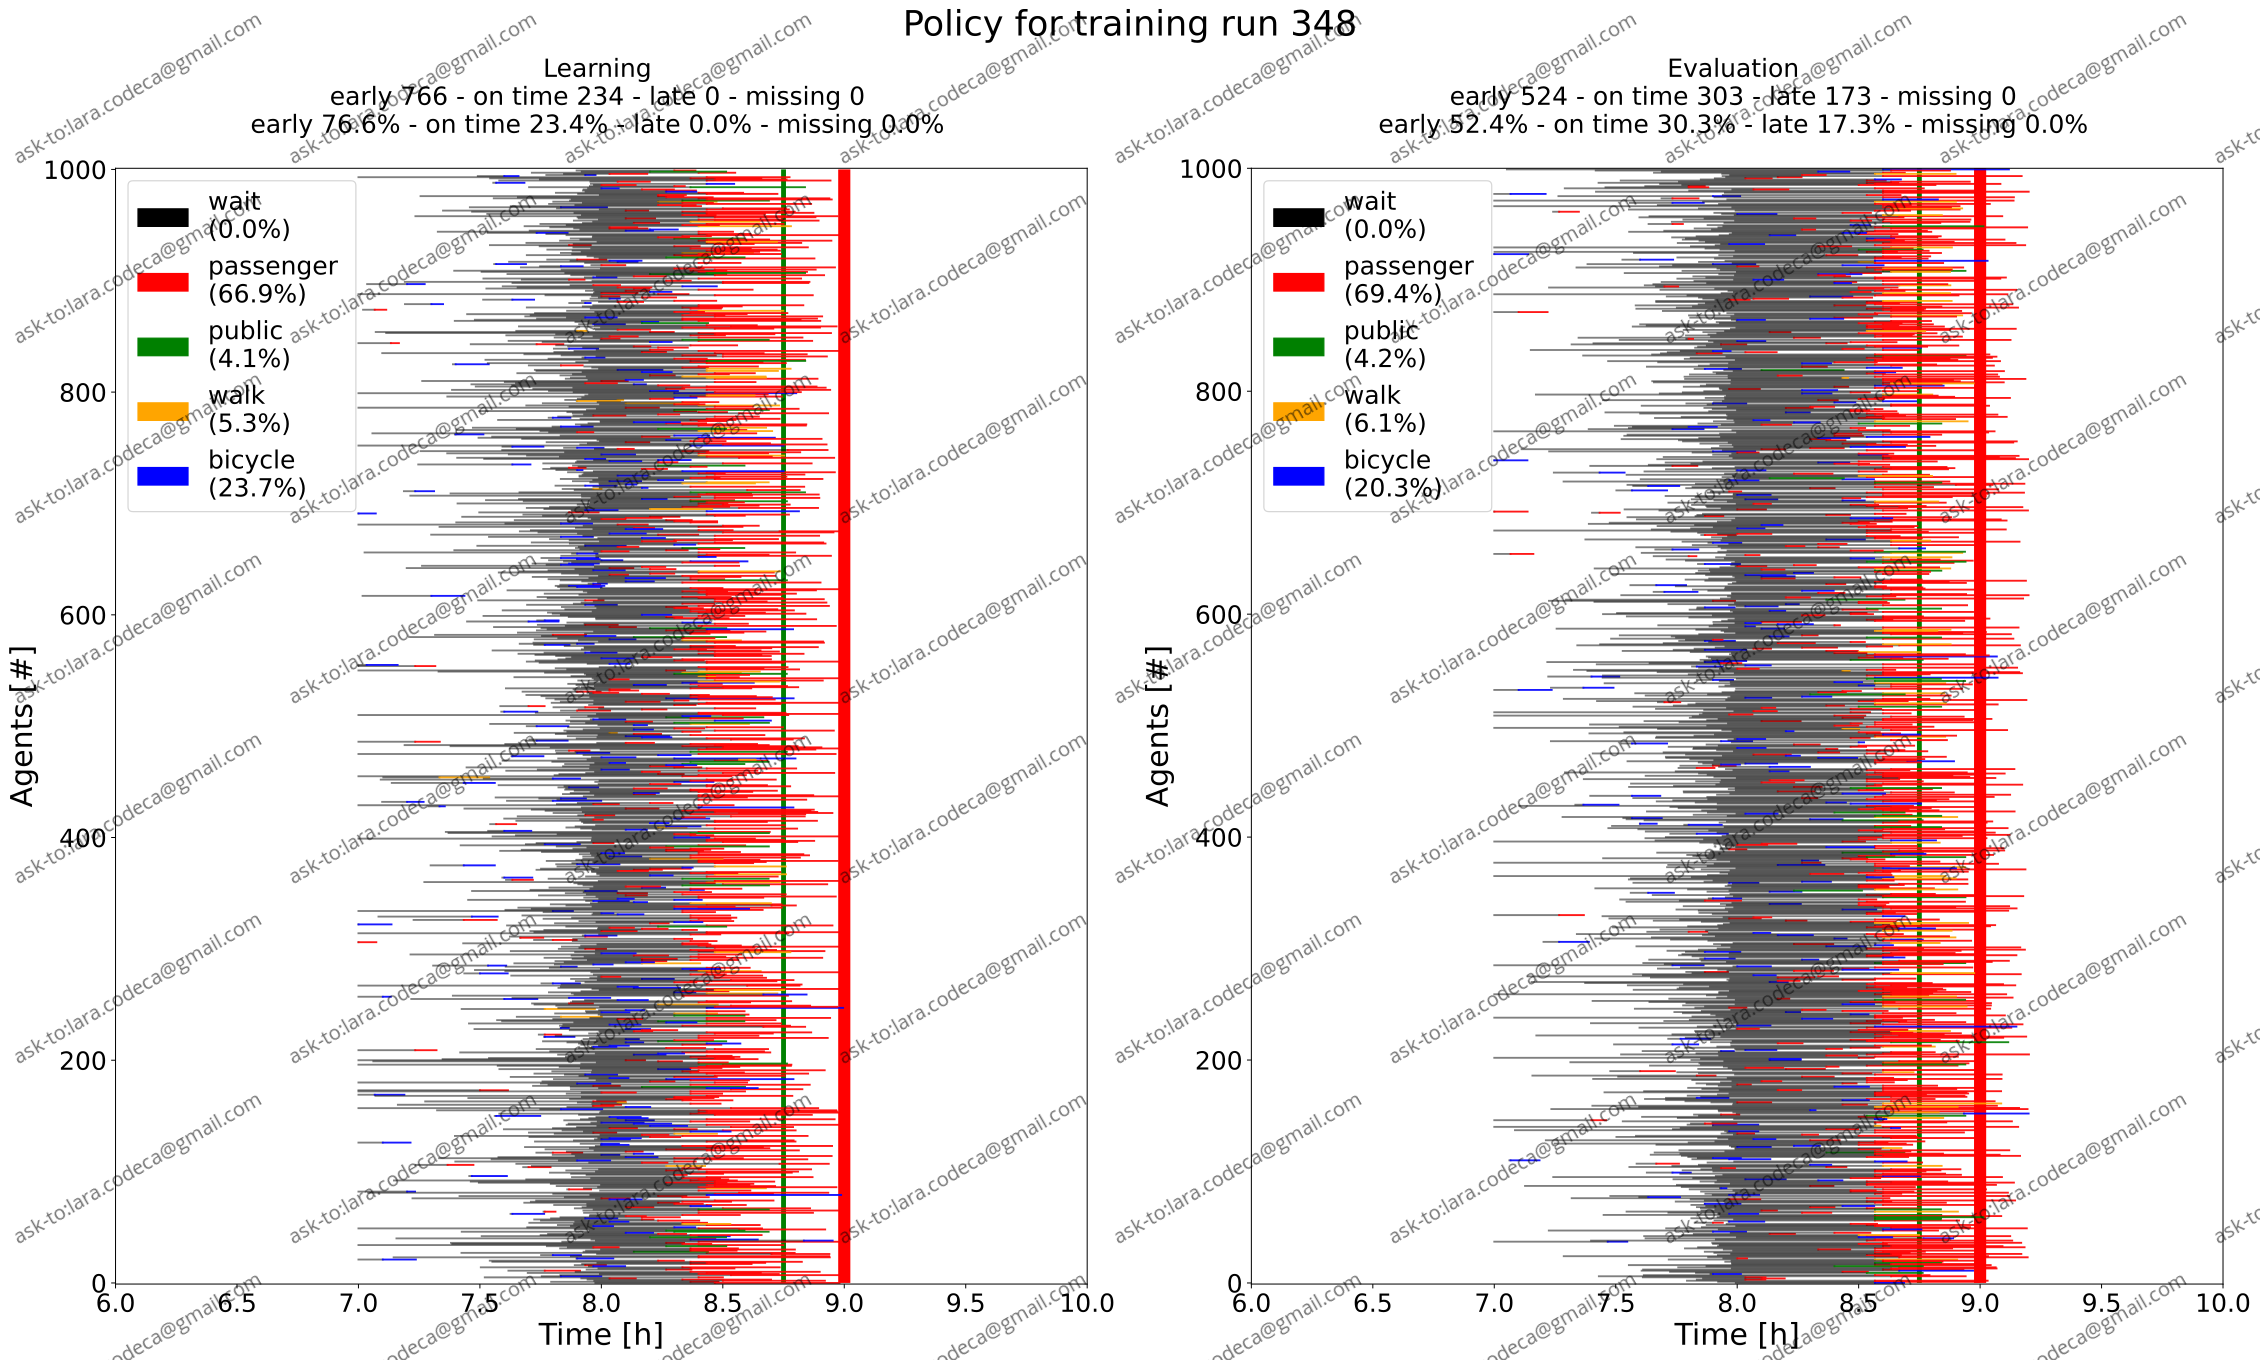 Policy for training run 348
Learning
early 766 - on time 234 - late 0 - missing 0
early 76.6% - on time 23.4% - late 0.0% - missing 0.0%
1000
800
600
400
200
0
Agents [#]
wait
(0.0%)
passenger
(66.9%)
public
(4.1%)
walk
(5.3%)
bicycle
(23.7%)
6.0 6.5 7.0 7.5 8.0 8.5 9.0 9.5 10.0
Time [h]
Evaluation
early 524 - on time 303 - late 173 - missing 0
early 52.4% - on time 30.3% - late 17.3% - missing 0.0%
1000
800
600
400
200
0
Agents [#]
wait
(0.0%)
passenger
(69.4%)
public
(4.2%)
walk
(6.1%)
bicycle
(20.3%)
6.0 6.5 7.0 7.5 8.0 8.5 9.0 9.5 10.0
Time [h]
ask-to:lara.codeca@gmail.com